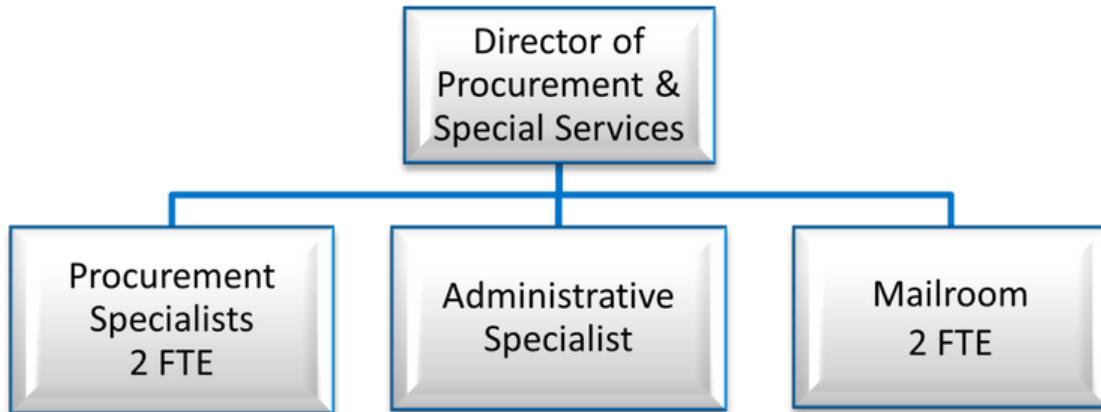 Director of
Procurement &
Special Services
Procurement
Specialists
2 FTE
Administrative
Specialist
Mailroom
2 FTE